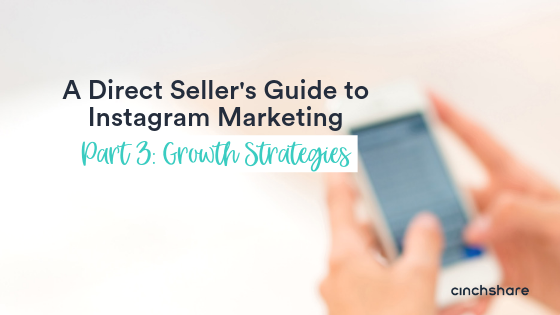 A Direct Seller's Guide to
Instagram Marketing
Part 3: Growth Strategies
cinchshare